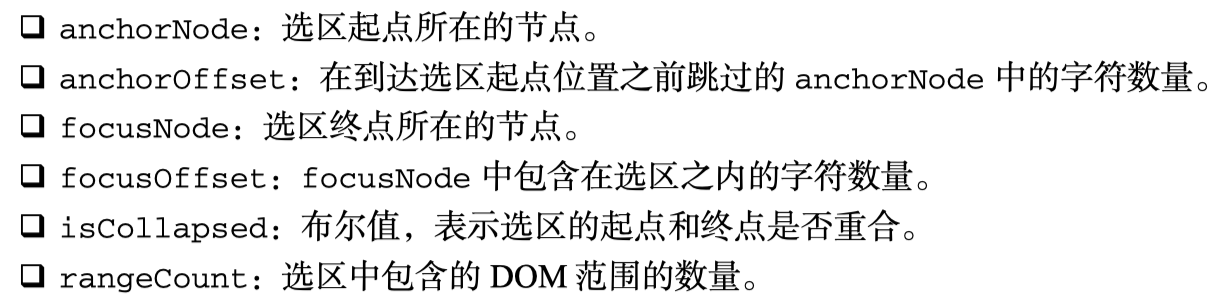 ❑ anchorNode：选区起点所在的节点。
❑ anchorOffset：在到达选区起点位置之前跳过的 anchorNode 中的字符数量。
❑ focusNode：选区终点所在的节点。
❑ focusOffset：focusNode 中包含在选区之内的字符数量。
❑ isCollapsed：布尔值，表示选区的起点和终点是否重合。
❑ rangeCount：选区中包含的 DOM 范围的数量。